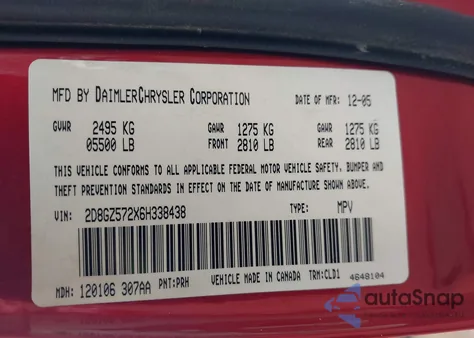 MFD BY DAIMLERCHRYSLER CORPORATION DATE OF MFR: 12-05
GVWR 2495 KG GAWR 1275 KG GAWR 1275 KG
05500 LB FRONT 2810 LB REAR 2810 LB
THIS VEHICLE CONFORMS TO ALL APPLICABLE FEDERAL MOTOR VEHICLE SAFETY, BUMPER AND
THEFT PREVENTION STANDARDS IN EFFECT ON THE DATE OF MANUFACTURE SHOWN ABOVE.
VIN: 2D8GZ572X6H338438 TYPE: MPV
MDH: 120106 307AA PNT:PRH VEHICLE MADE IN CANADA TRM:CLD1 4648104
autoSnap